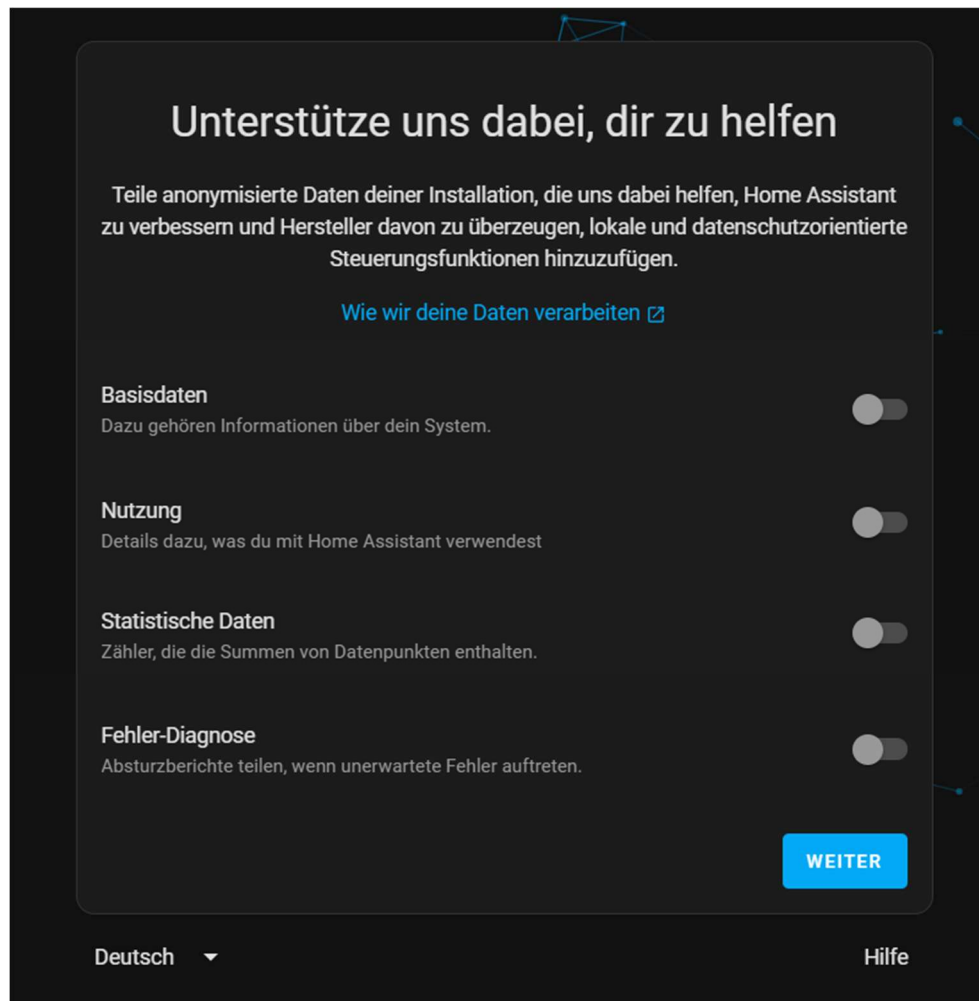 Unterstütze uns dabei, dir zu helfen
Teile anonymisierte Daten deiner Installation, die uns dabei helfen, Home Assistant
zu verbessern und Hersteller davon zu überzeugen, lokale und datenschutzorientierte
Steuerungsfunktionen hinzuzufügen.
Wie wir deine Daten verarbeiten
Basisdaten
Dazu gehören Informationen über dein System.
Nutzung
Details dazu, was du mit Home Assistant verwendest
Statistische Daten
Zähler, die die Summen von Datenpunkten enthalten.
Fehler-Diagnose
Absturzberichte teilen, wenn unerwartete Fehler auftreten.
WEITER
Deutsch
Hilfe